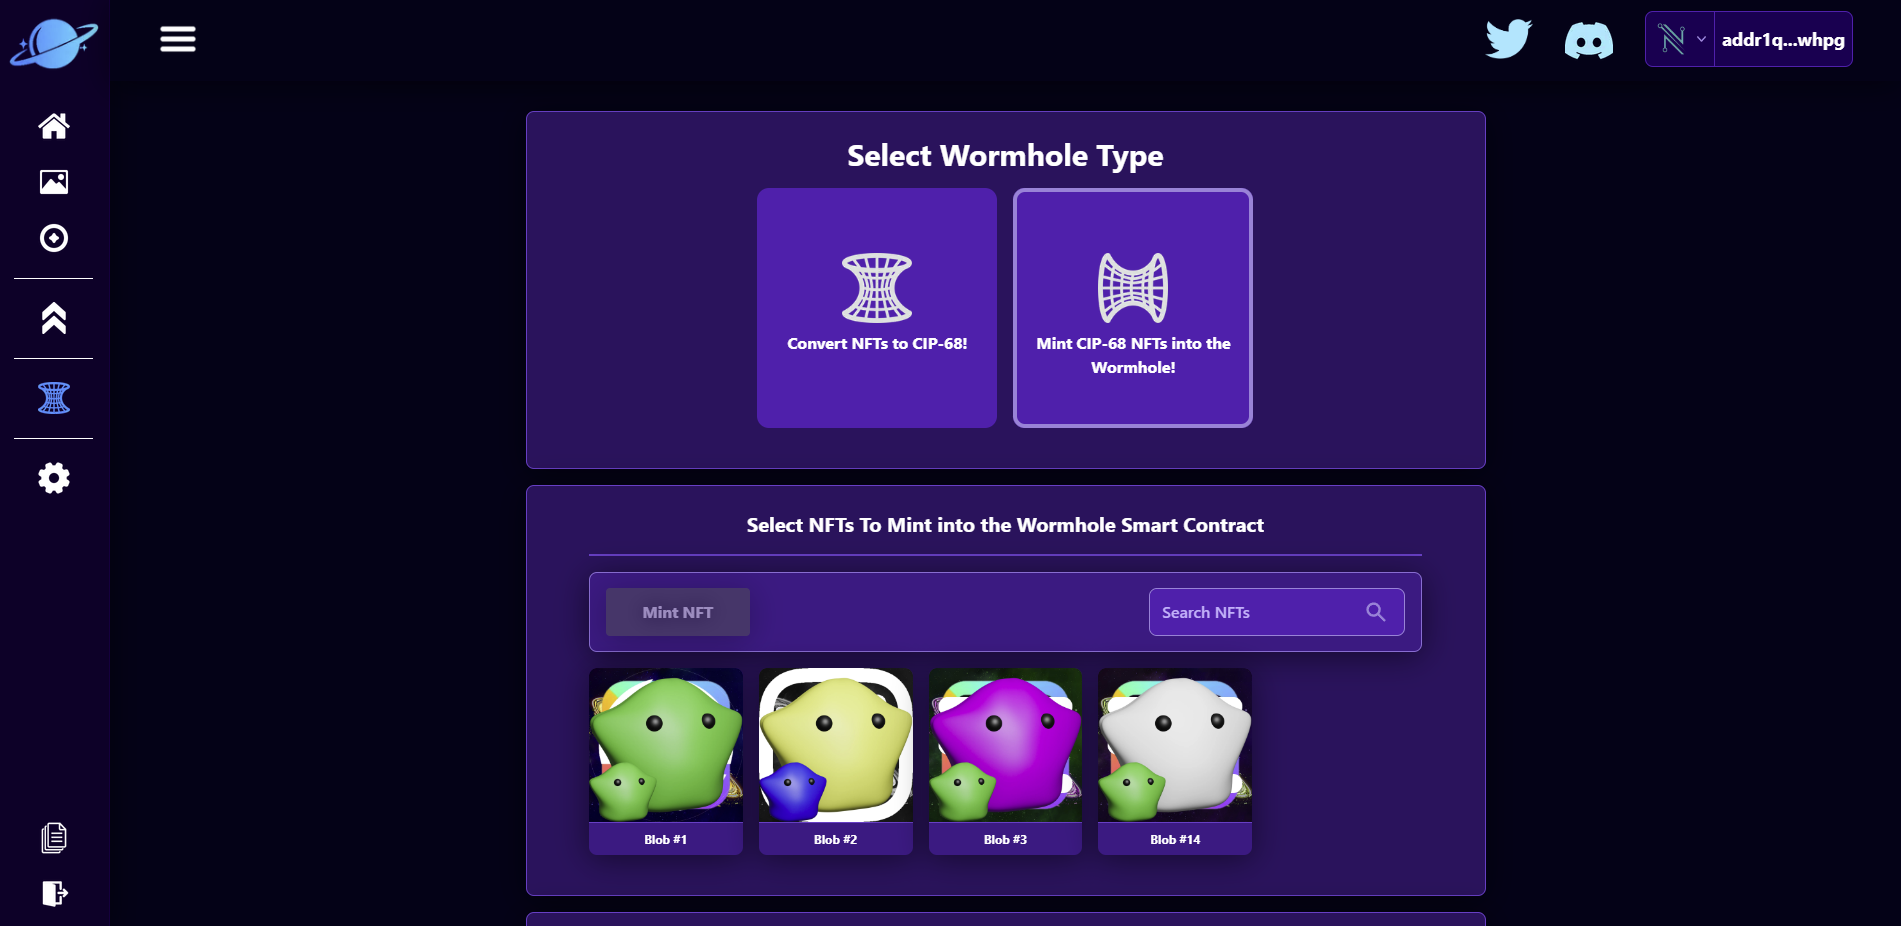 addr1q...whpg
Select Wormhole Type
Convert NFTs to CIP-68!
Mint CIP-68 NFTs into the
Wormhole!
Select NFTs To Mint into the Wormhole Smart Contract
Mint NFT
Search NFTs
Blob #1
Blob #2
Blob #3
Blob #14